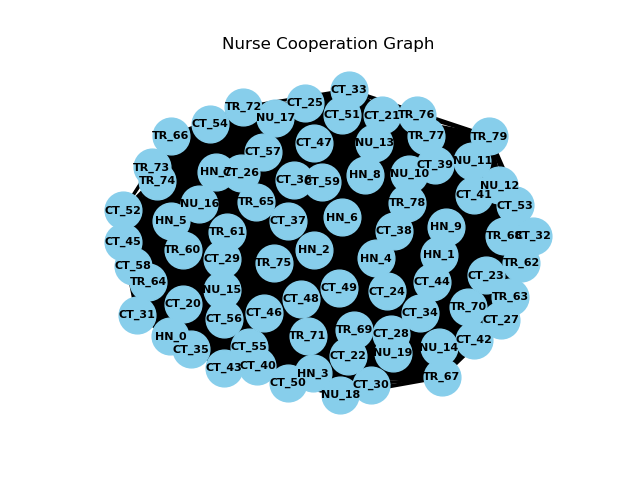 Nurse Cooperation Graph
CT_33
CT_25
TR_72
CT_51
CT_21
TR_76
NU_17
CT_54
TR_66
TR_77
TR_79
CT_47
NU_13
CT_57
NU_11
CT_39
TR_73
TR_74
CT_26
CT_59
HN_8
NU_10
NU_12
CT_41
NU_16
TR_65
TR_78
CT_53
CT_52
HN_5
CT_37
HN_6
HN_9
TR_61
CT_38
CT_32
CT_45
TR_60
HN_2
HN_1
CT_29
TR_75
HN_4
TR_62
CT_58
TR_64
CT_23
CT_44
NU_15
CT_49
CT_24
TR_63
CT_48
CT_20
TR_70
CT_31
CT_56
CT_46
CT_34
CT_27
HN_0
TR_71
TR_69
CT_28
CT_42
CT_35
CT_55
CT_22
NU_19
NU_14
CT_43
CT_40
HN_3
TR_67
CT_50
CT_30
NU_18